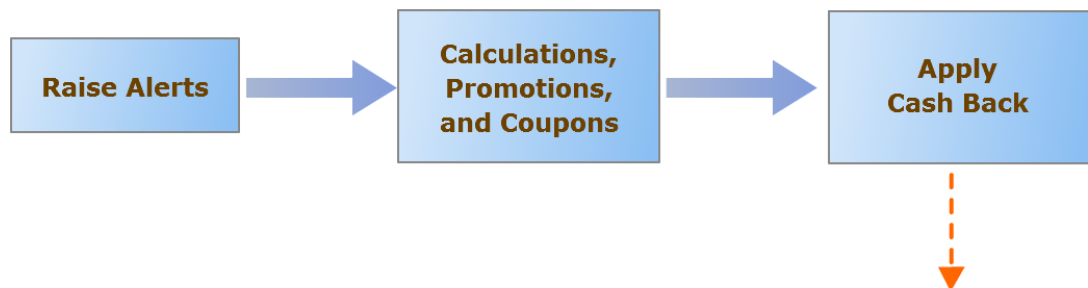 Raise Alerts
Calculations,
Promotions,
and Coupons
Apply
Cash Back